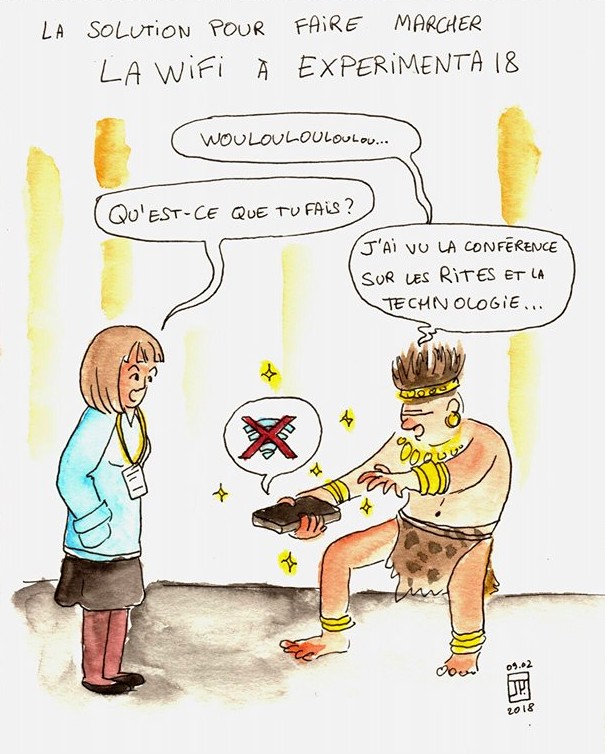 LA SOLUTION POUR FAIRE MARCHER
LA WiFi À EXPERIMENTA 18
WOULOULOULOULOU...
QU'EST-CE QUE TU FAIS ?
J'AI VU LA CONFÉRENCE
SUR LES RITES ET LA
TECHNOLOGIE...
09.02
JP.
2018